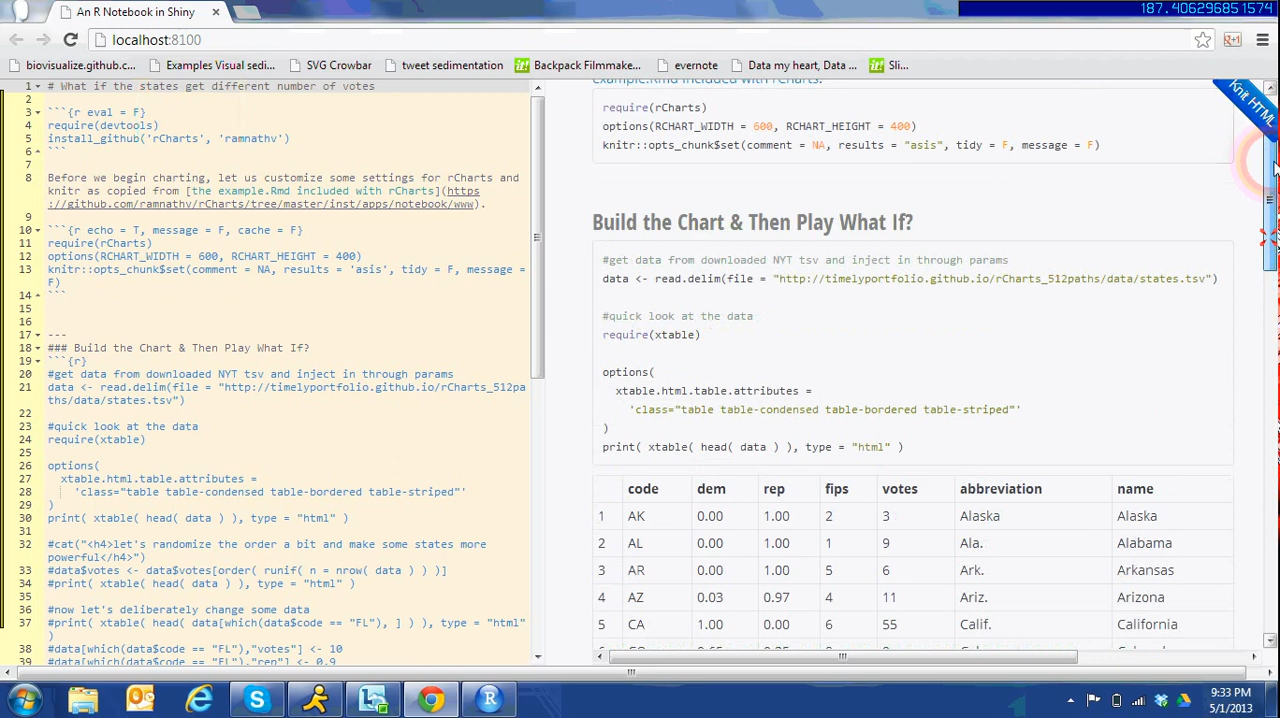 An R Notebook in Shiny
187.406296851574
localhost:8100
biovisualize.github.c...
Examples Visual sedi...
SVG Crowbar
tweet sedimentation
Backpack Filmmake...
evernote
Data my heart, Data ...
Sli...
1 # What if the states get different number of votes
2
3 ```{r eval = F}
4 require(devtools)
5 install_github('rCharts', 'ramnathv')
6 ```
7
8 Before we begin charting, let us customize some settings for rCharts and
knitr as copied from [the example.Rmd included with rCharts](https
://github.com/ramnathv/rCharts/tree/master/inst/apps/notebook/www).
9
10 ```{r echo = T, message = F, cache = F}
11 require(rCharts)
12 options(RCHART_WIDTH = 600, RCHART_HEIGHT = 400)
13 knitr::opts_chunk$set(comment = NA, results = 'asis', tidy = F, message =
F)
14 ```
15
16
17 ---
18 ### Build the Chart & Then Play What If?
19 ```{r}
20 #get data from downloaded NYT tsv and inject in through params
21 data <- read.delim(file = "http://timelyportfolio.github.io/rCharts_512pa
ths/data/states.tsv")
22
23 #quick look at the data
24 require(xtable)
25
26 options(
27 xtable.html.table.attributes =
28 'class="table table-condensed table-bordered table-striped"'
29 )
30 print( xtable( head( data ) ), type = "html" )
31
32 #cat("<h4>let's randomize the order a bit and make some states more
powerful</h4>")
33 #data$votes <- data$votes[order( runif( n = nrow( data ) ) )]
34 #print( xtable( head( data ) ), type = "html" )
35
36 #now let's deliberately change some data
37 #print( xtable( head( data[which(data$code == "FL"), ] ) ), type = "html"
)
38 #data[which(data$code == "FL"),"votes"] <- 10
39 #data[which(data$code == "FL"),"rep"] <- 0.9
example.Rmd included with rCharts.
Knit HTML
require(rCharts)
options(RCHART_WIDTH = 600, RCHART_HEIGHT = 400)
knitr::opts_chunk$set(comment = NA, results = "asis", tidy = F, message = F)
Build the Chart & Then Play What If?
#get data from downloaded NYT tsv and inject in through params
data <- read.delim(file = "http://timelyportfolio.github.io/rCharts_512paths/data/states.tsv")
#quick look at the data
require(xtable)
options(
xtable.html.table.attributes =
'class="table table-condensed table-bordered table-striped"'
)
print( xtable( head( data ) ), type = "html" )
code dem rep fips votes abbreviation name
1 AK 0.00 1.00 2 3 Alaska Alaska
2 AL 0.00 1.00 1 9 Ala. Alabama
3 AR 0.00 1.00 5 6 Ark. Arkansas
4 AZ 0.03 0.97 4 11 Ariz. Arizona
5 CA 1.00 0.00 6 55 Calif. California
9:33 PM
5/1/2013